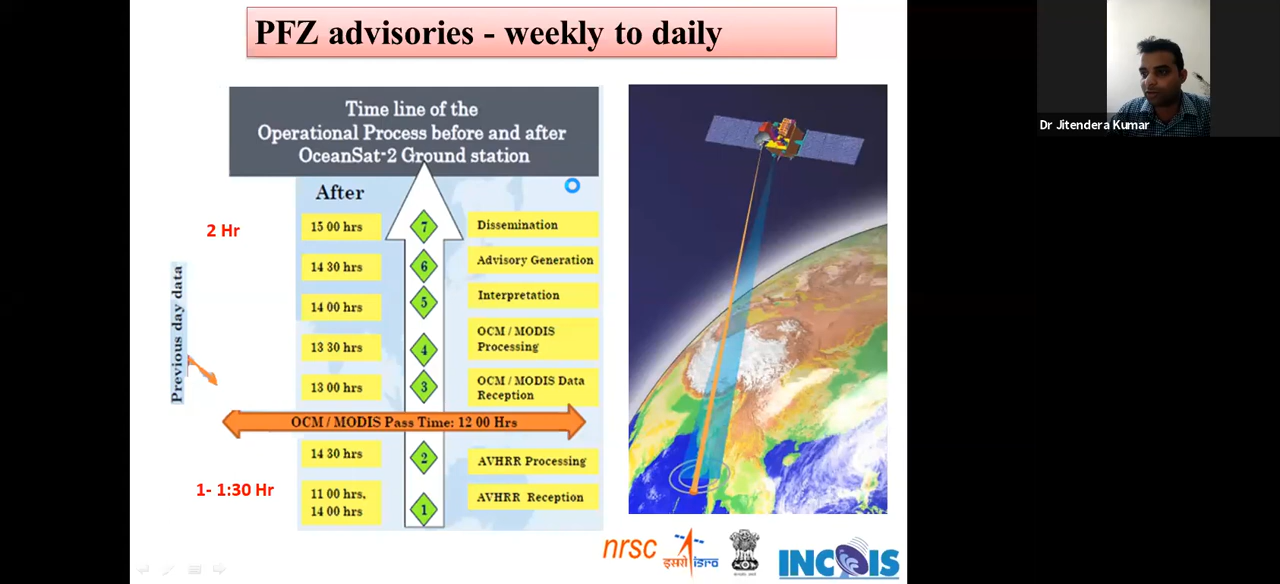 PFZ advisories - weekly to daily
Dr Jitendera Kumar
Time line of the
Operational Process before and after
OceanSat-2 Ground station
After
2 Hr
15 00 hrs
7
Dissemination
14 30 hrs
6
Advisory Generation
14 00 hrs
5
Interpretation
Previous day data
13 30 hrs
4
OCM / MODIS
Processing
13 00 hrs
3
OCM / MODIS Data
Reception
OCM / MODIS Pass Time: 12 00 Hrs
14 30 hrs
2
AVHRR Processing
1- 1:30 Hr
11 00 hrs,
14 00 hrs
1
AVHRR Reception
nrsc
इसरो isro
INCOIS